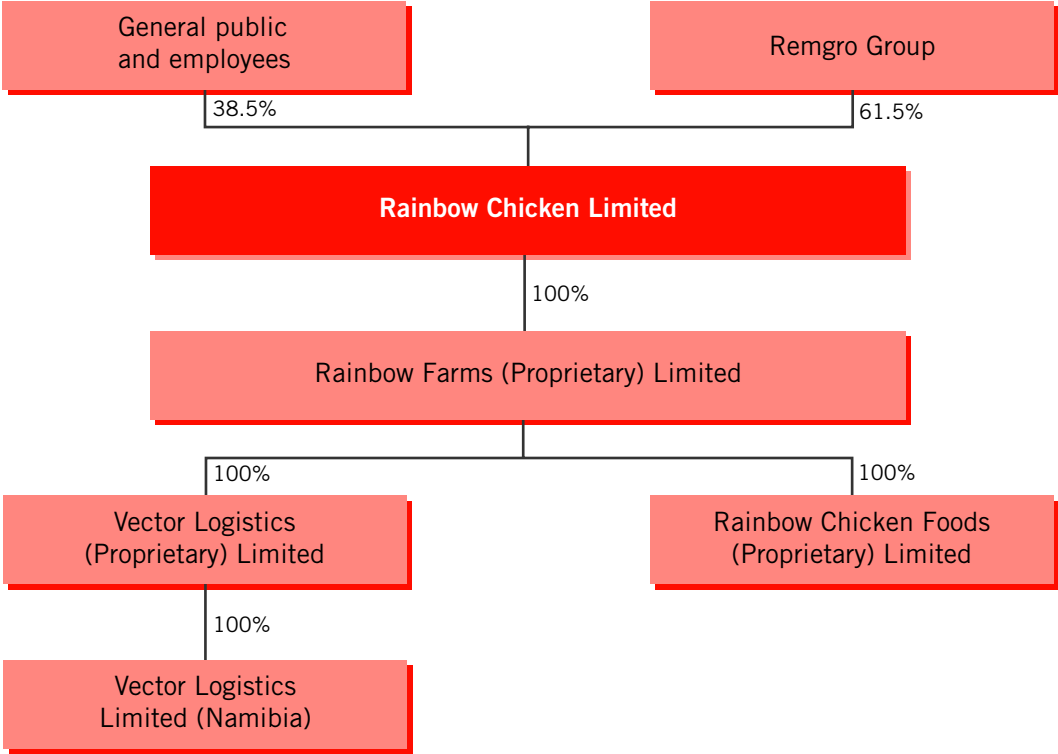 General public
and employees
Remgro Group
38.5%
61.5%
Rainbow Chicken Limited
100%
Rainbow Farms (Proprietary) Limited
100%
100%
Vector Logistics
(Proprietary) Limited
Rainbow Chicken Foods
(Proprietary) Limited
100%
Vector Logistics
Limited (Namibia)